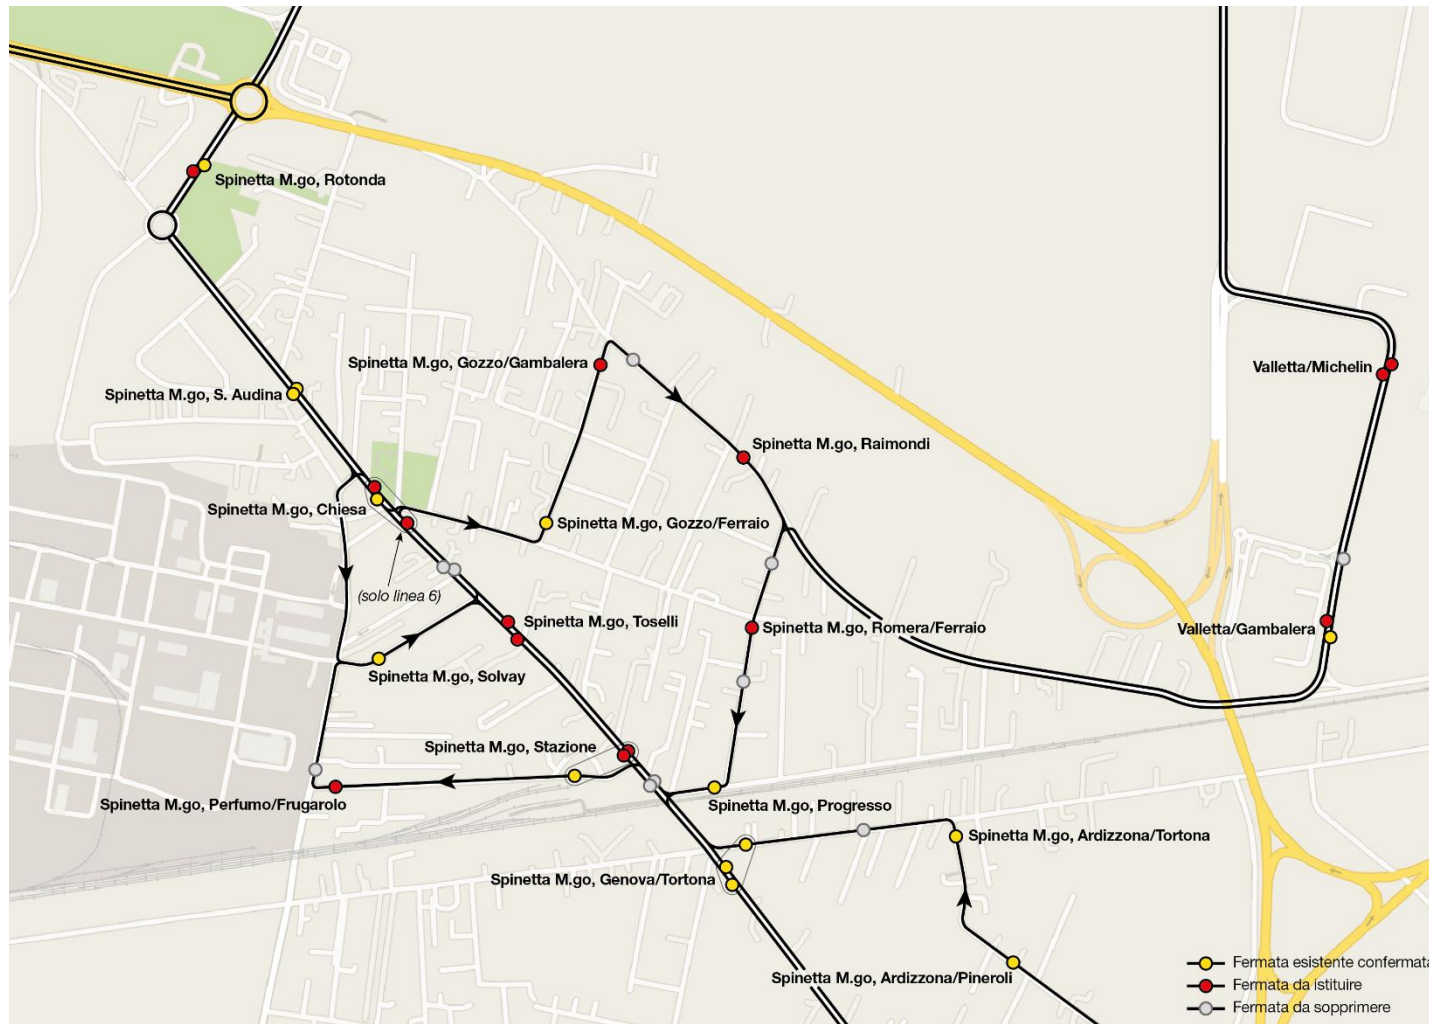 Spinetta M.go, Rotonda
Spinetta M.go, Gozzo/Gambalera
Valletta/Michelin
Spinetta M.go, S. Audina
Spinetta M.go, Raimondi
Spinetta M.go, Chiesa
Spinetta M.go, Gozzo/Ferraio
(solo linea 6)
Spinetta M.go, Toselli
Spinetta M.go, Romera/Ferraio
Valletta/Gambalera
Spinetta M.go, Solvay
Spinetta M.go, Stazione
Spinetta M.go, Perfumo/Frugarolo
Spinetta M.go, Progresso
Spinetta M.go, Ardizzona/Tortona
Spinetta M.go, Genova/Tortona
Spinetta M.go, Ardizzona/Pineroli
Fermata esistente confermata
Fermata da istituire
Fermata da sopprimere